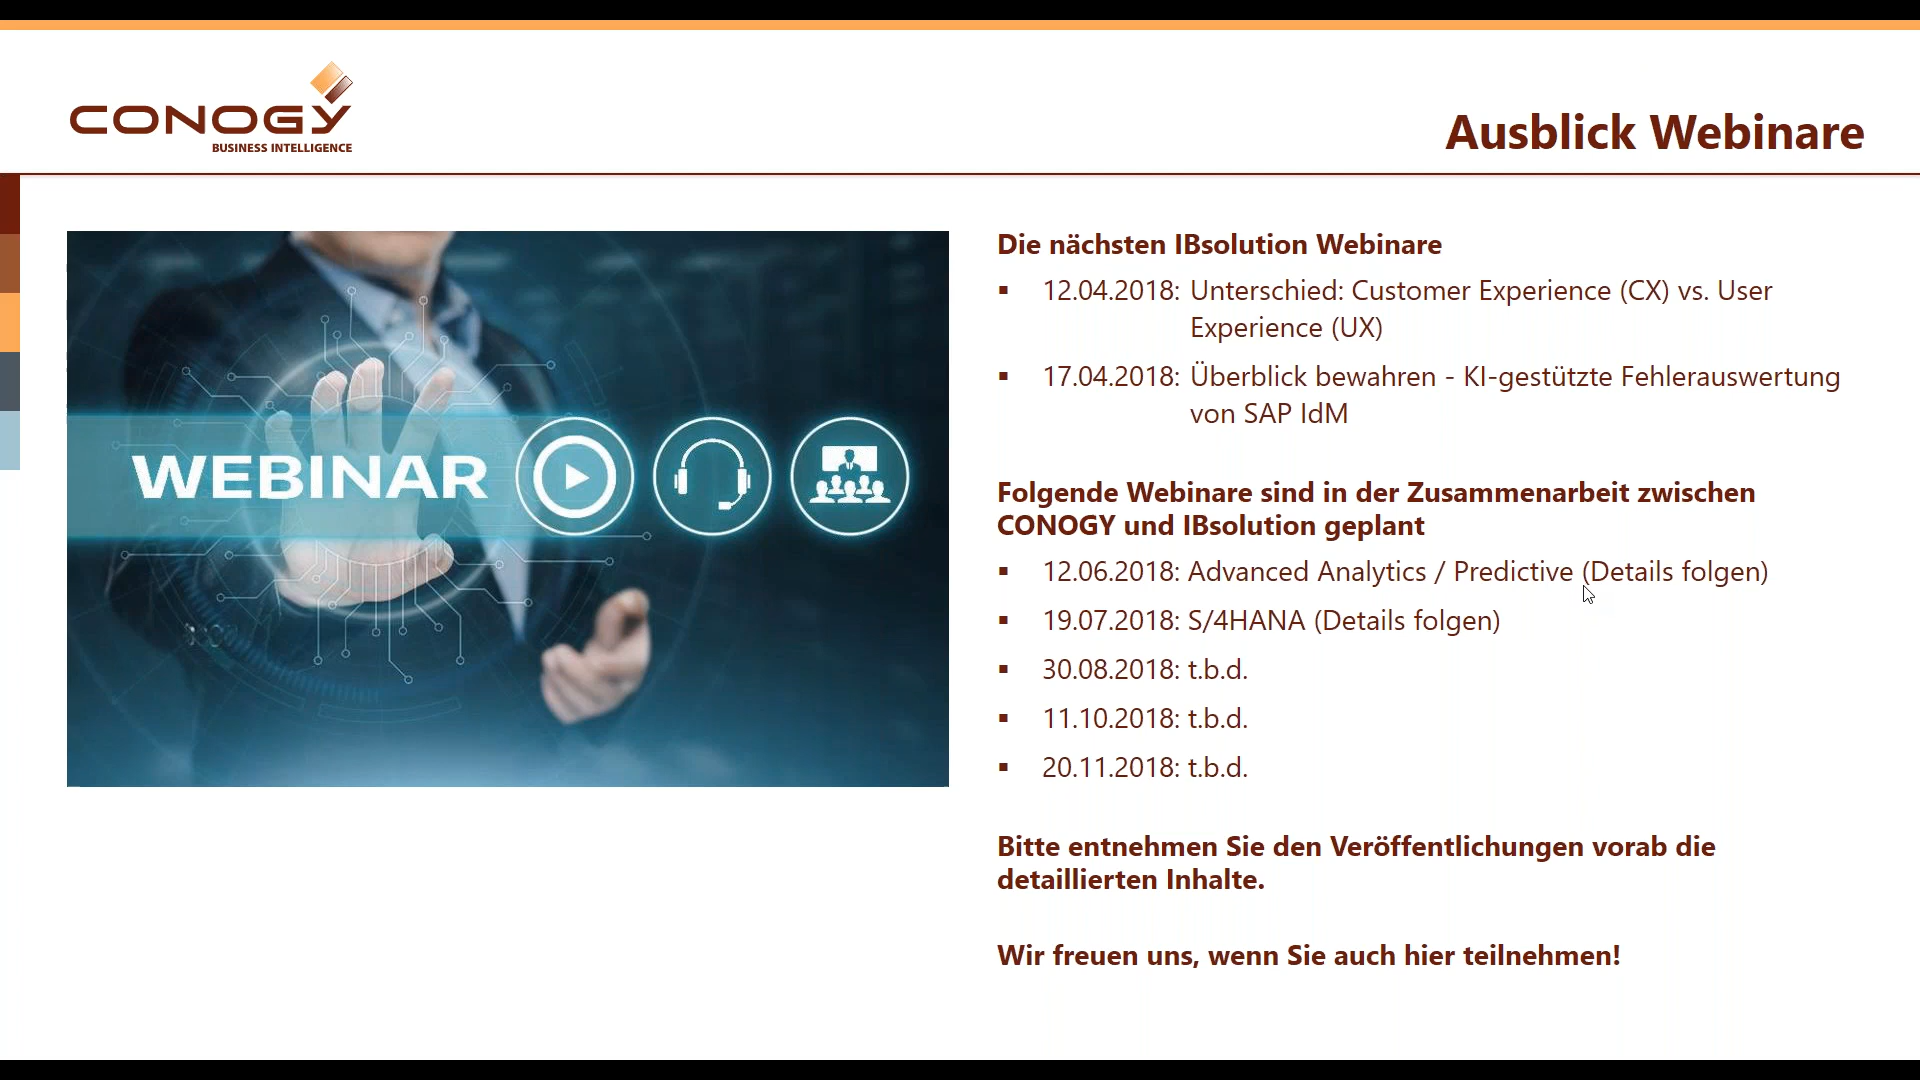 CONOGY
BUSINESS INTELLIGENCE
Ausblick Webinare
WEBINAR
Die nächsten IBsolution Webinare
▪ 12.04.2018: Unterschied: Customer Experience (CX) vs. User
Experience (UX)
▪ 17.04.2018: Überblick bewahren - KI-gestützte Fehlerauswertung
von SAP IdM
Folgende Webinare sind in der Zusammenarbeit zwischen
CONOGY und IBsolution geplant
▪ 12.06.2018: Advanced Analytics / Predictive (Details folgen)
▪ 19.07.2018: S/4HANA (Details folgen)
▪ 30.08.2018: t.b.d.
▪ 11.10.2018: t.b.d.
▪ 20.11.2018: t.b.d.
Bitte entnehmen Sie den Veröffentlichungen vorab die
detaillierten Inhalte.
Wir freuen uns, wenn Sie auch hier teilnehmen!